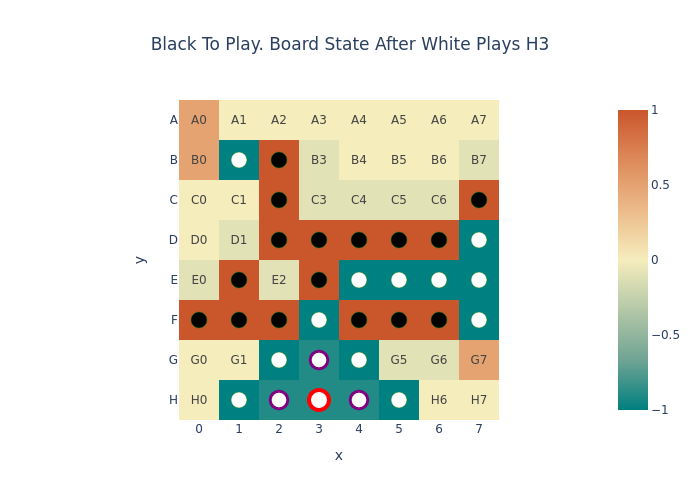 Black To Play. Board State After White Plays H3
A A0 A1 A2 A3 A4 A5 A6 A7
B B0 B3 B4 B5 B6 B7
C C0 C1 C3 C4 C5 C6
D D0 D1
E E0 E2
F
G G0 G1 G5 G6 G7
H H0 H6 H7
0 1 2 3 4 5 6 7
x
y
1
0.5
0
−0.5
−1